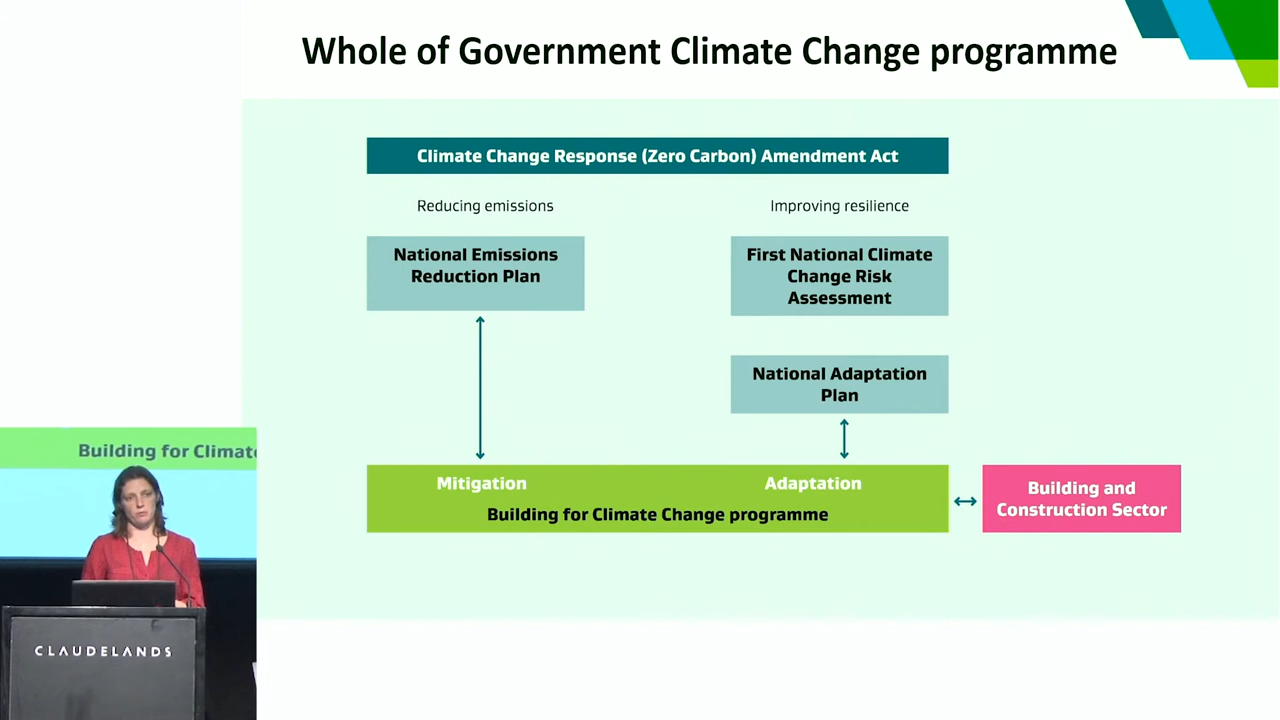 Whole of Government Climate Change programme
Climate Change Response (Zero Carbon) Amendment Act
Reducing emissions
Improving resilience
National Emissions
Reduction Plan
First National Climate
Change Risk
Assessment
National Adaptation
Plan
Mitigation
Adaptation
Building for Climate Change programme
Building and
Construction Sector
Building for Climate
CLAUDELANDS